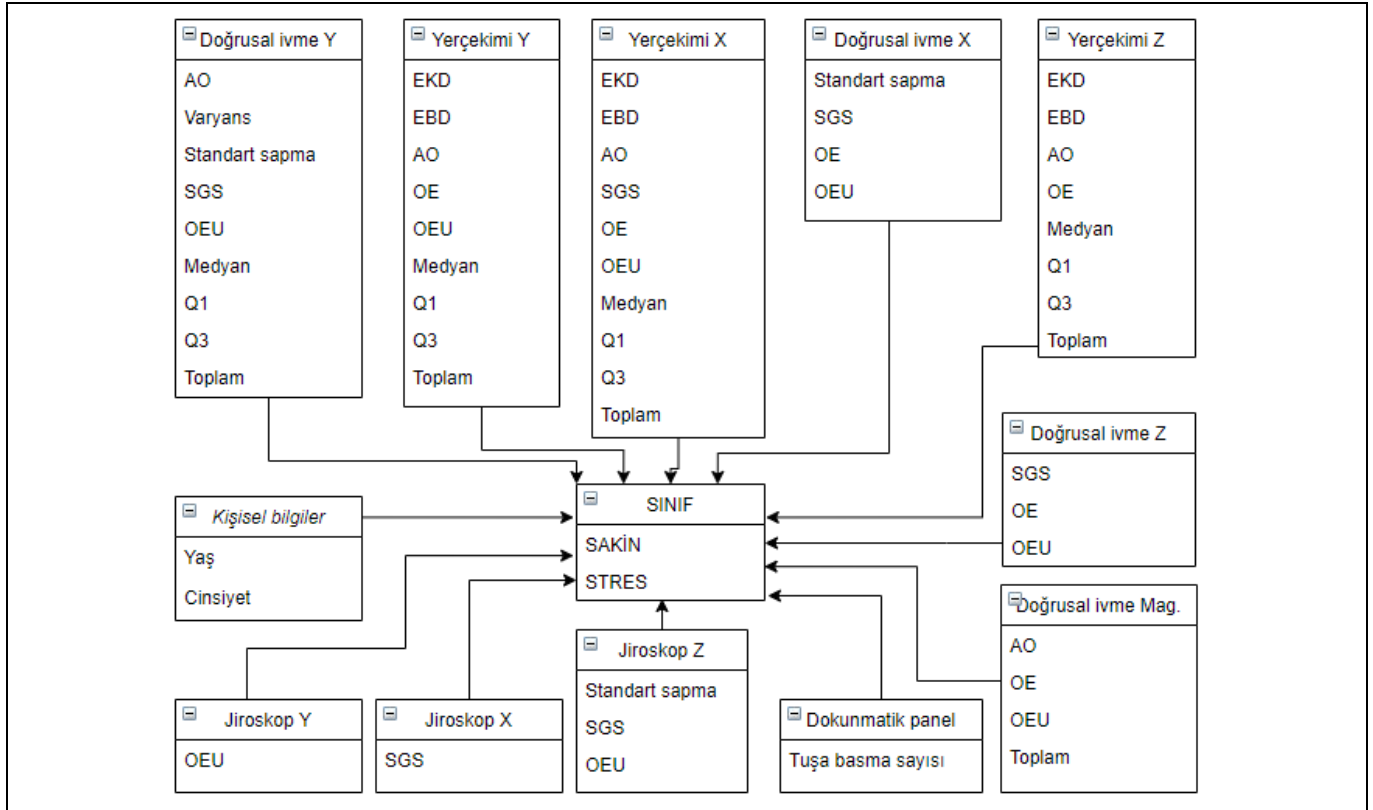 Doğrusal ivme Y
AO
Varyans
Standart sapma
SGS
OEU
Medyan
Q1
Q3
Toplam
Yerçekimi Y
EKD
EBD
AO
OE
OEU
Medyan
Q1
Q3
Toplam
Yerçekimi X
EKD
EBD
AO
SGS
OE
OEU
Medyan
Q1
Q3
Toplam
Doğrusal ivme X
Standart sapma
SGS
OE
OEU
Yerçekimi Z
EKD
EBD
AO
OE
Medyan
Q1
Q3
Toplam
Doğrusal ivme Z
SGS
OE
OEU
SINIF
SAKİN
STRES
Kişisel bilgiler
Yaş
Cinsiyet
Doğrusal ivme Mag.
AO
OE
OEU
Toplam
Jiroskop Z
Standart sapma
SGS
OEU
Jiroskop Y
OEU
Jiroskop X
SGS
Dokunmatik panel
Tuşa basma sayısı